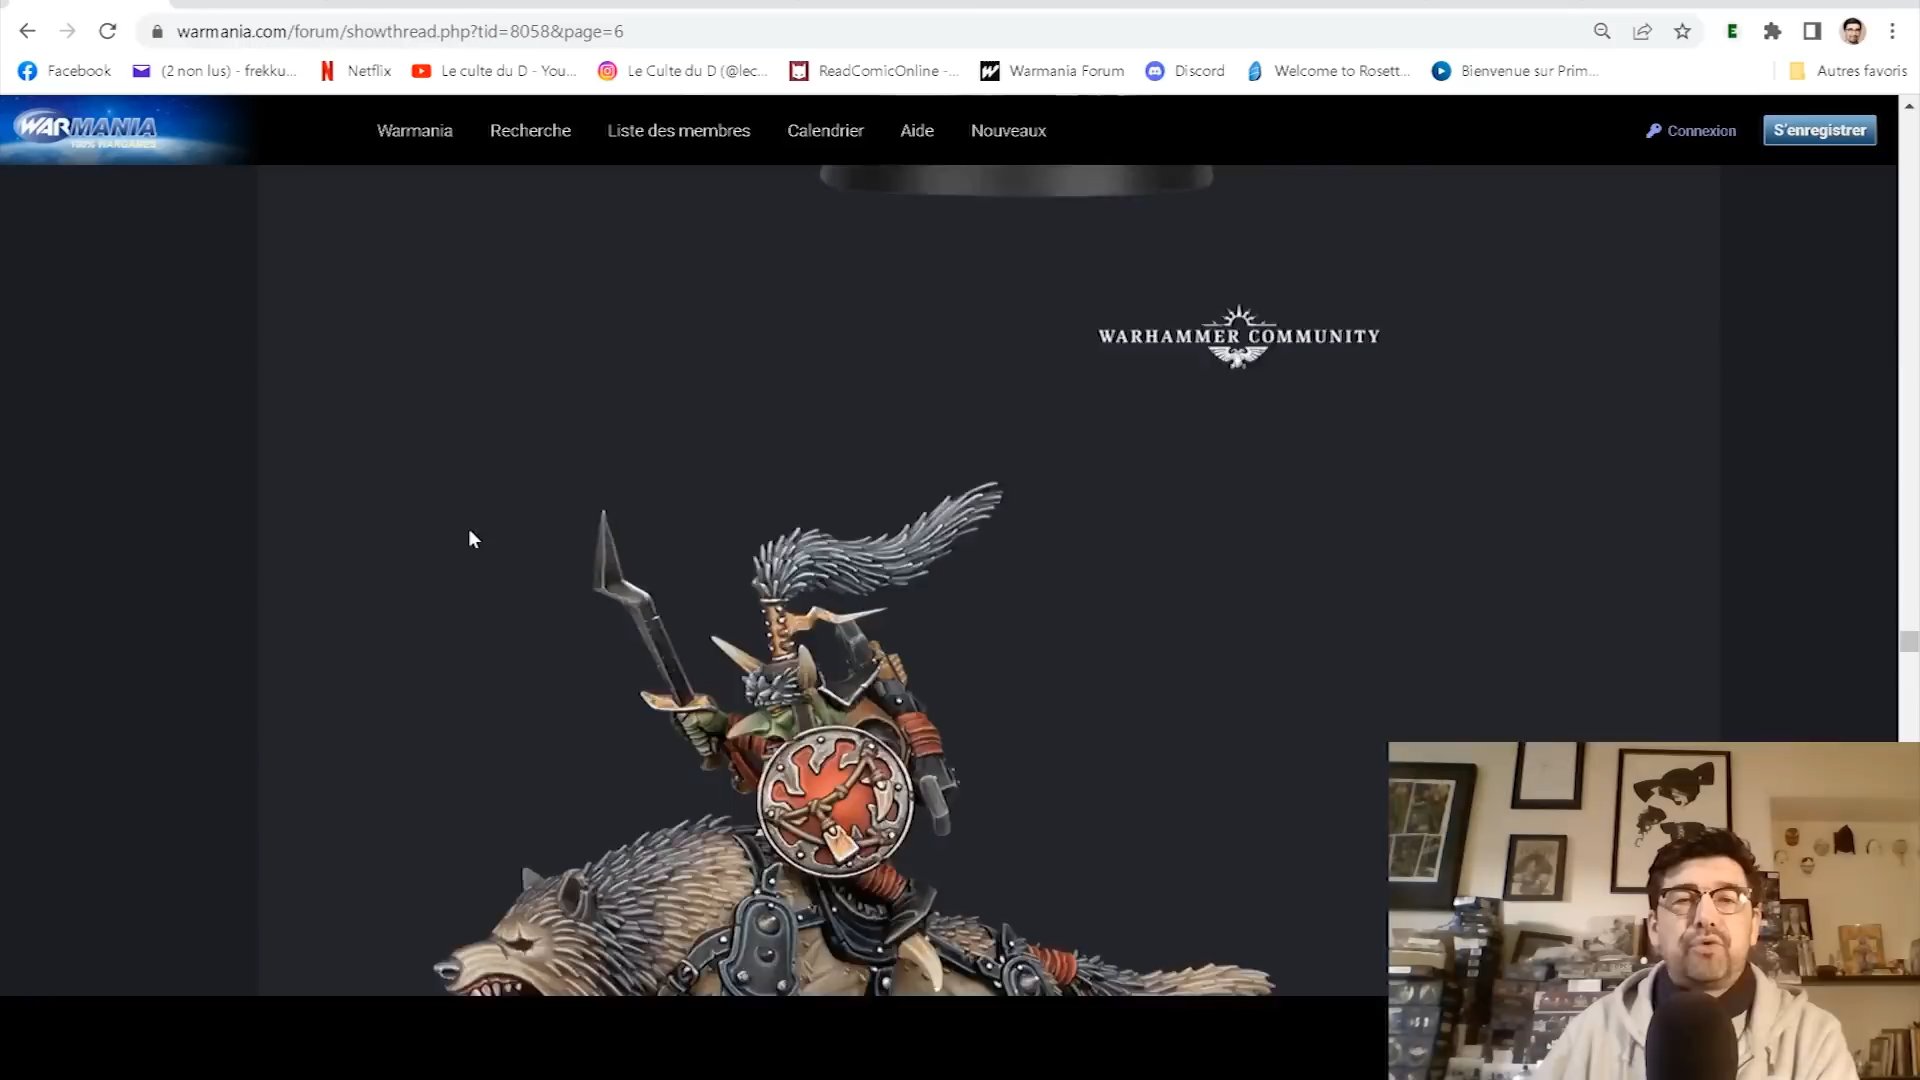 warmania.com/forum/showthread.php?tid=8058&page=6
Facebook (2 non lus) - frekku... Netflix Le culte du D - You... Le Culte du D (@lec... ReadComicOnline -... Warmania Forum Discord Welcome to Rosett... Bienvenue sur Prim... Autres favoris
WARMANIA
100% WARGAMES
Warmania Recherche Liste des membres Calendrier Aide Nouveaux Connexion S'enregistrer
WARHAMMER COMMUNITY